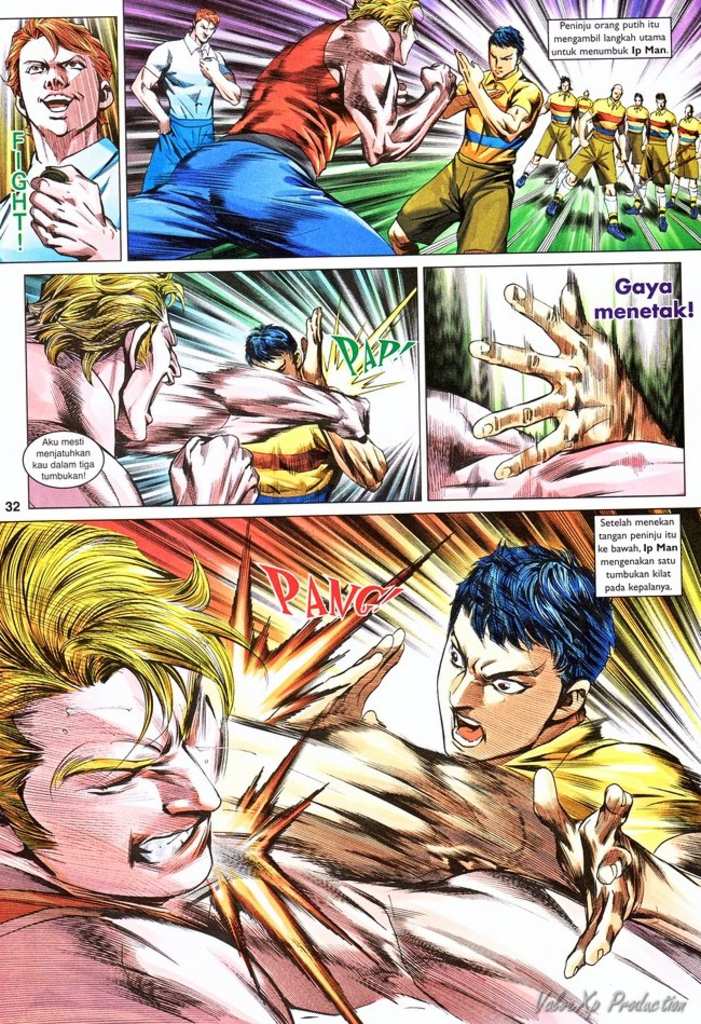 FIGHT!
Peninju orang putih itu
mengambil langkah utama
untuk menumbuk Ip Man.
PAP!
Aku mesti
menjatuhkan
kau dalam tiga
tumbukan!
Gaya
menetak!
32
PANG!
Setelah menekan
tangan peninju itu
ke bawah, Ip Man
mengenakan satu
tumbukan kilat
pada kepalanya.
ValveXp Production